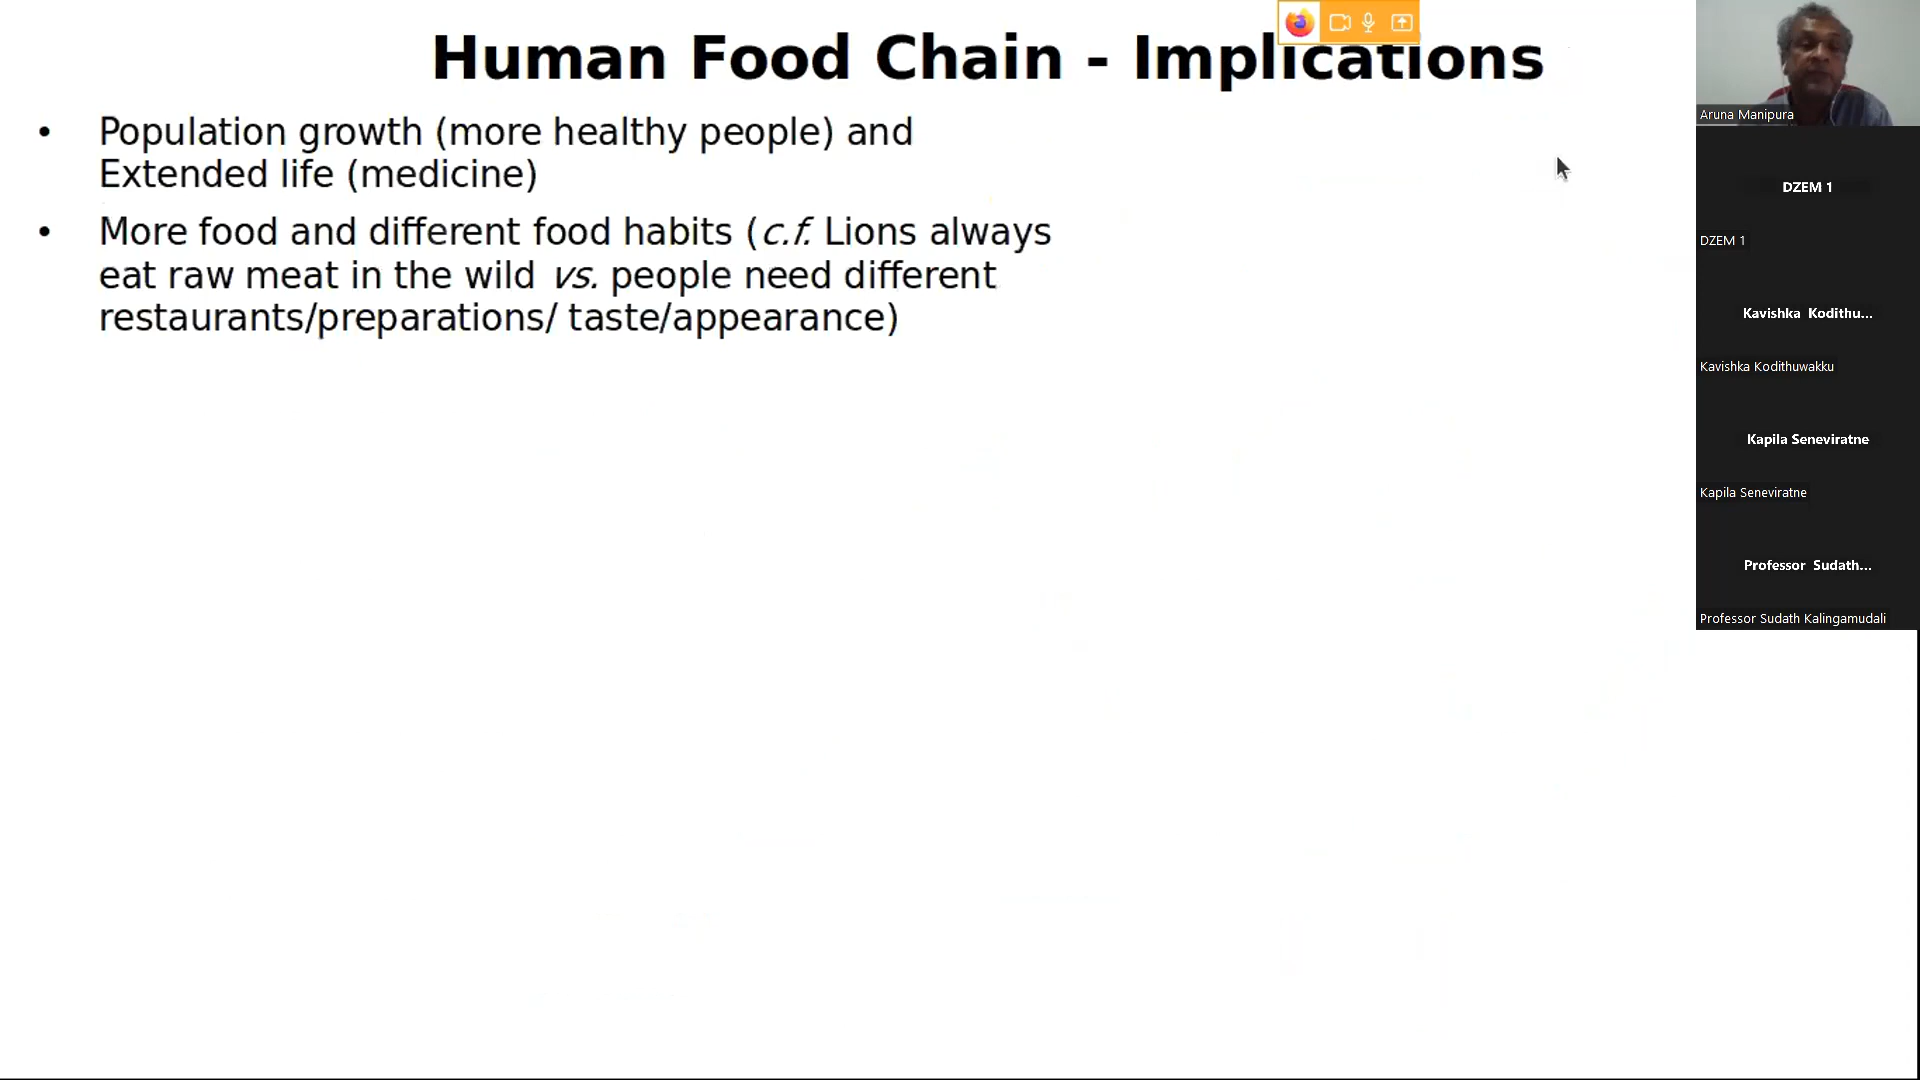 Human Food Chain - Implications
• Population growth (more healthy people) and
Extended life (medicine)
• More food and different food habits (c.f. Lions always
eat raw meat in the wild vs. people need different
restaurants/preparations/ taste/appearance)
Aruna Manipura
DZEM 1
DZEM 1
Kavishka Kodithu...
Kavishka Kodithuwakku
Kapila Seneviratne
Kapila Seneviratne
Professor Sudath...
Professor Sudath Kalingamudali